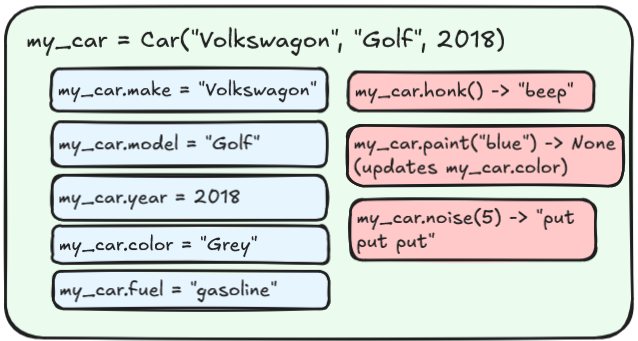 my_car = Car("Volkswagon", "Golf", 2018)
my_car.make = "Volkswagon"
my_car.model = "Golf"
my_car.year = 2018
my_car.color = "Grey"
my_car.fuel = "gasoline"
my_car.honk() -> "beep"
my_car.paint("blue") -> None
(updates my_car.color)
my_car.noise(5) -> "put
put put"